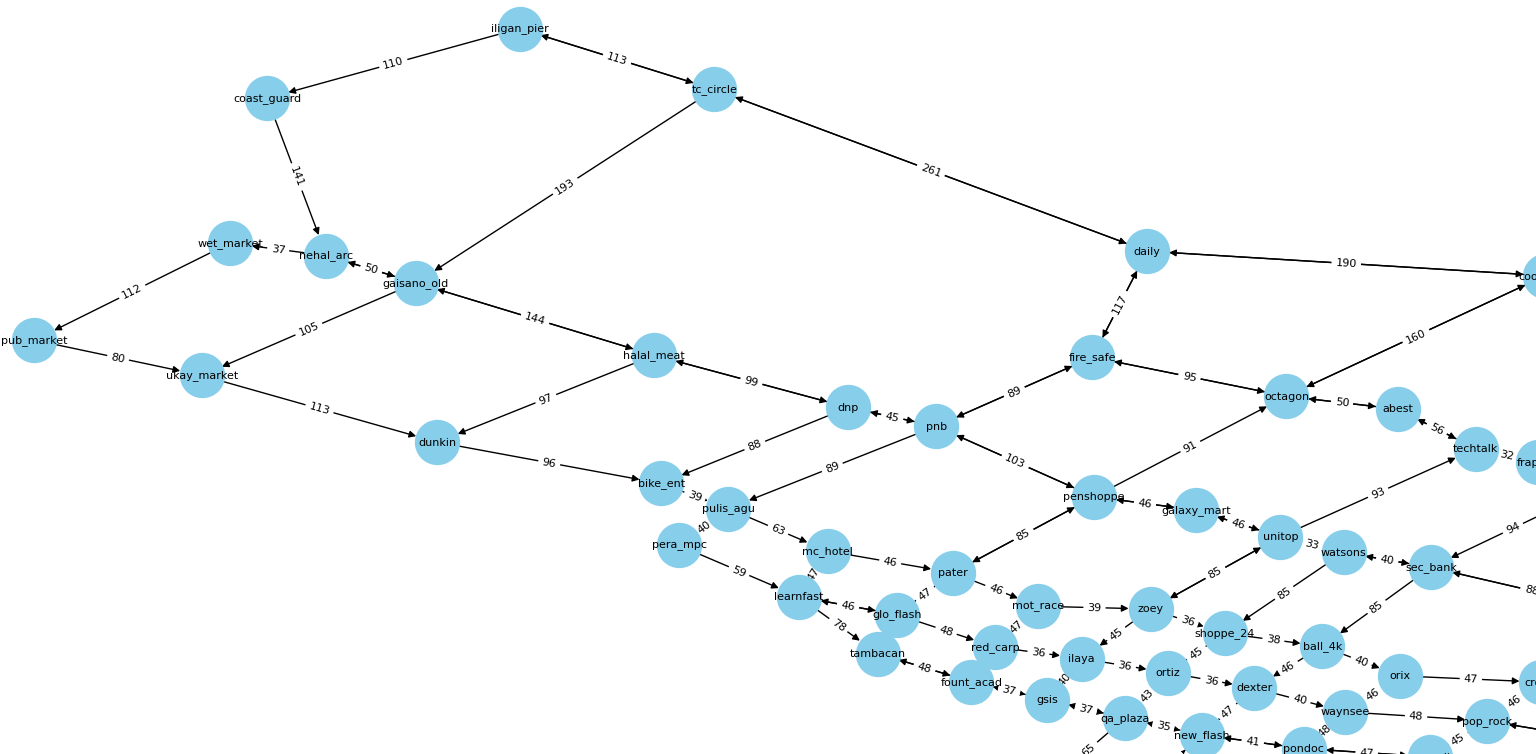 iligan_pier
110
113
tc_circle
coast_guard
141
193
261
wet_market
37
nehal_arc
50
gaisano_old
daily
190
112
105
144
117
160
pub_market
80
ukay_market
halal_meat
fire_safe
95
99
89
octagon
50
abest
113
97
dnp
45
pnb
56
dunkin
88
103
91
techtalk
32
96
89
bike_ent
39
pulis_agu
penshoppe
46
galaxy_mart
46
93
40
63
unitop
33
94
pera_mpc
mc_hotel
46
85
watsons
40
sec_bank
59
47
pater
85
learnfast
46
47
46
85
85
glo_flash
mot_race
39
zoey
36
78
48
47
45
shoppe_24
38
ball_4k
tambacan
red_carp
36
ilaya
36
45
46
40
48
ortiz
36
dexter
orix
47
fount_acad
37
40
43
40
46
gsis
37
waynsee
48
46
qa_plaza
35
47
pop_rock
new_flash
41
48
45
55
pondoc
47